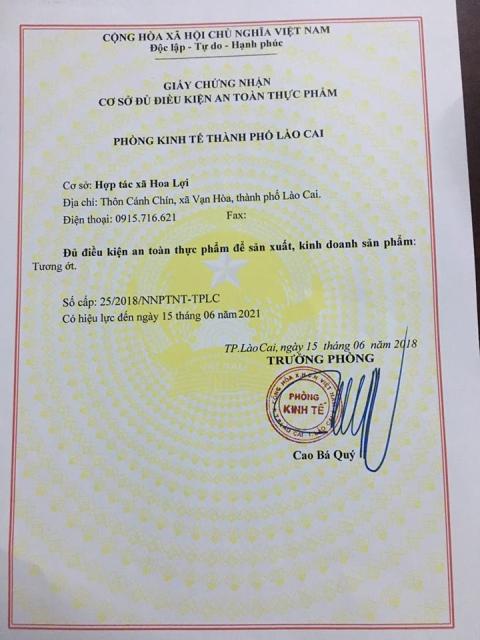 CỘNG HÒA XÃ HỘI CHỦ NGHĨA VIỆT NAM
Độc lập - Tự do - Hạnh phúc
GIẤY CHỨNG NHẬN
CƠ SỞ ĐỦ ĐIỀU KIỆN AN TOÀN THỰC PHẨM
PHÒNG KINH TẾ THÀNH PHỐ LÀO CAI
Cơ sở: Hợp tác xã Hoa Lợi
Địa chỉ: Thôn Cánh Chín, xã Vạn Hòa, thành phố Lào Cai.
Điện thoại: 0915.716.621 Fax:
Đủ điều kiện an toàn thực phẩm để sản xuất, kinh doanh sản phẩm:
Tương ớt.
Số cấp: 25/2018/NNPTNT-TPLC
Có hiệu lực đến ngày 15 tháng 06 năm 2021
TP.Lào Cai, ngày 15 tháng 06 năm 2018
TRƯỞNG PHÒNG
PHÒNG
KINH TẾ
Cao Bá Quý